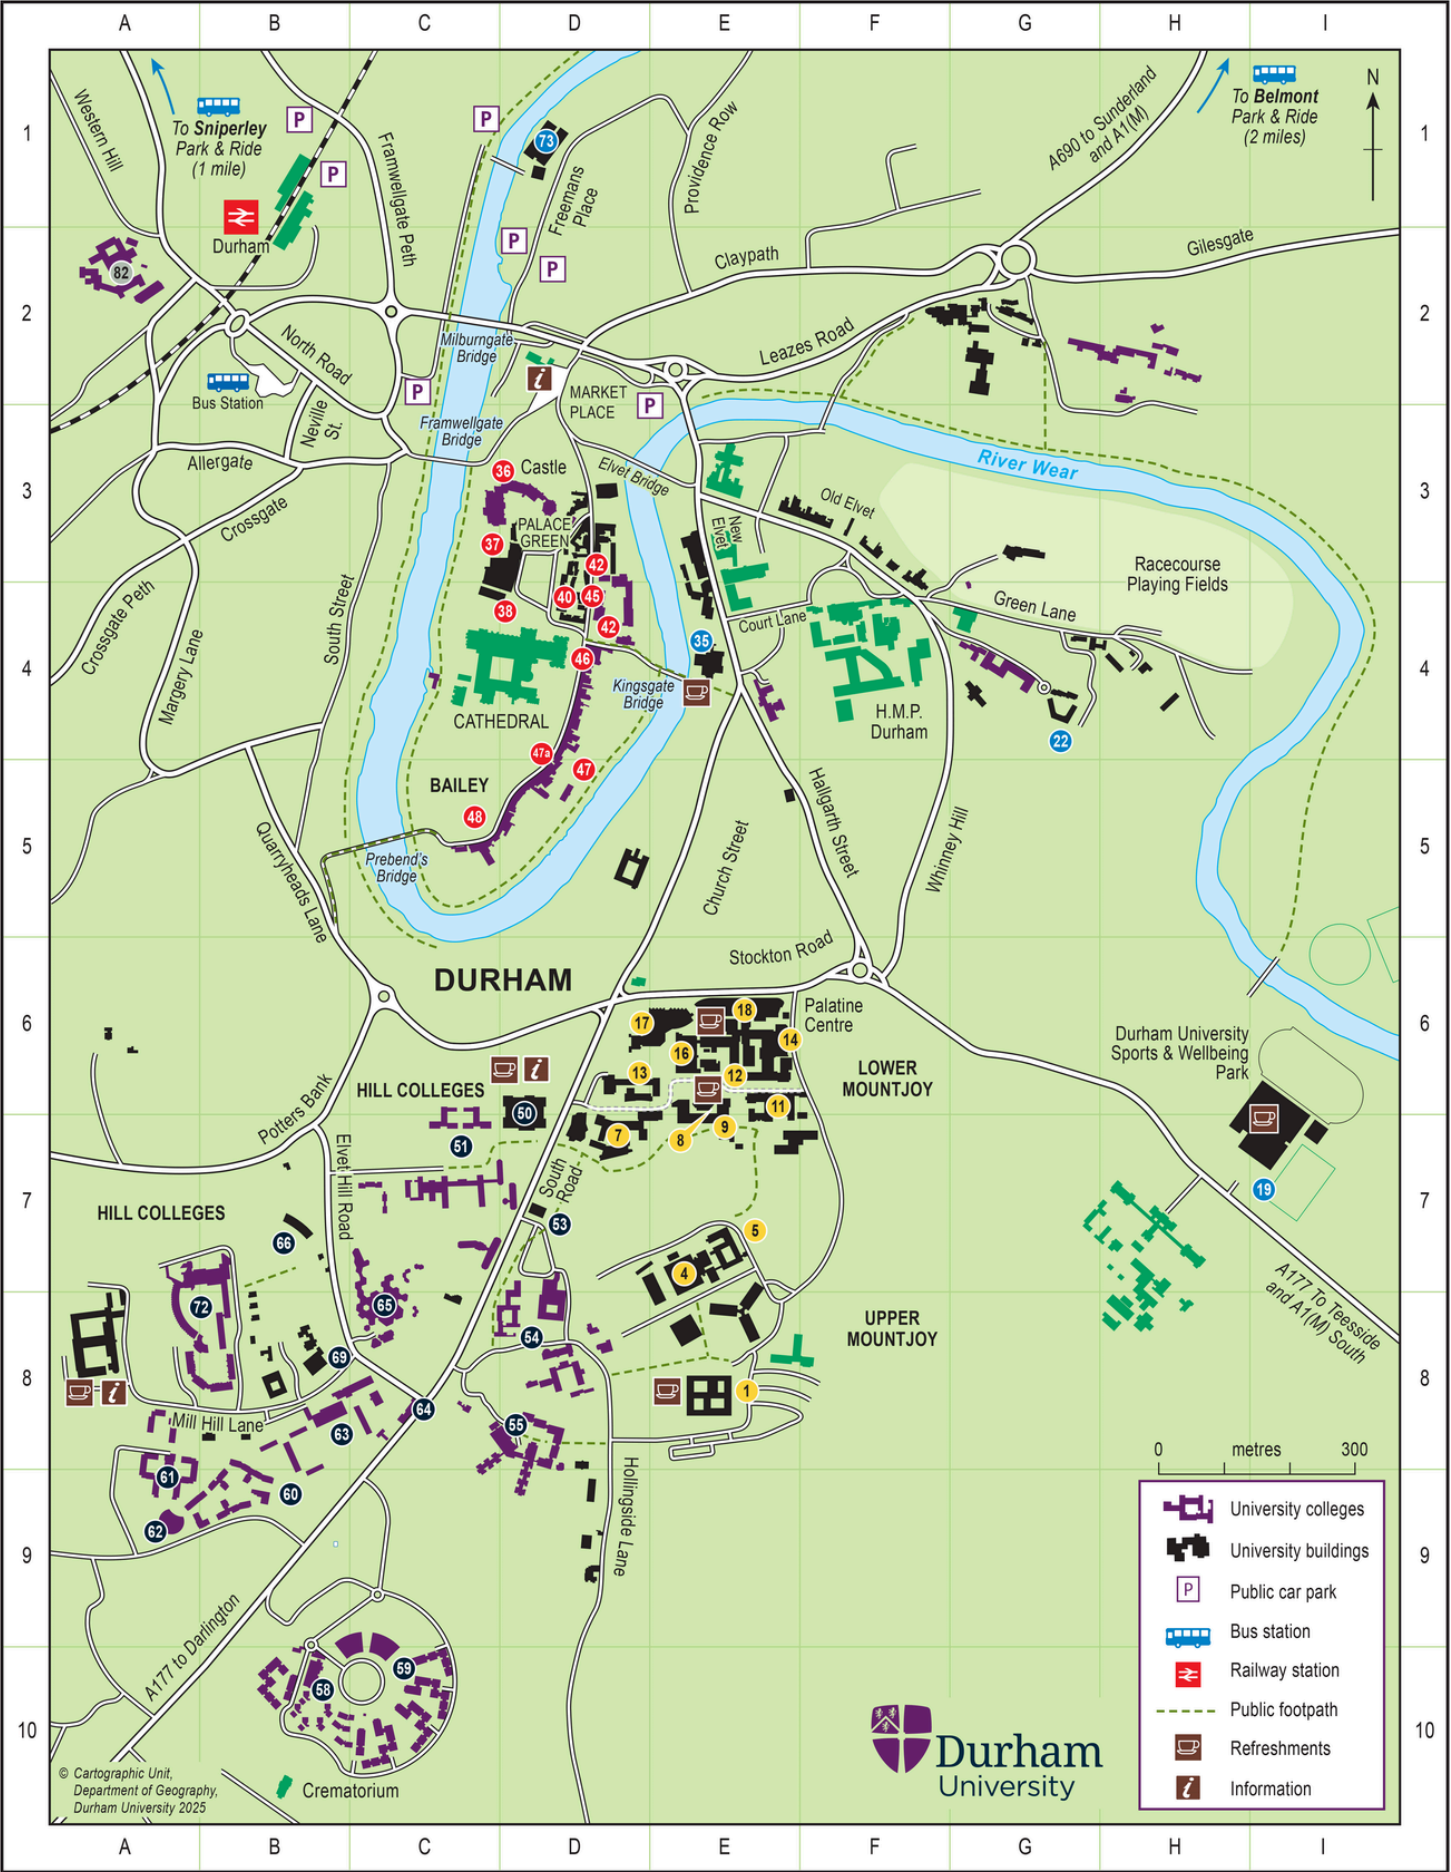 A B C D E F G H I
1
2
3
4
5
6
7
8
9
10
Western Hill
To Sniperley
Park & Ride
(1 mile)
P
P
P
Framwellgate Peth
73
Freemans
Place
Providence Row
A690 to Sunderland
and A1(M)
To Belmont
Park & Ride
(2 miles)
N
Durham
82
P
P
Claypath
Gilesgate
North Road
Milburngate
Bridge
Leazes Road
Bus Station
Neville
St.
P
i
MARKET
PLACE
P
Framwellgate
Bridge
Allergate
Crossgate
36
Castle
Elvet Bridge
River Wear
PALACE
GREEN
37
New
Elvet
Old Elvet
42
Racecourse
Playing Fields
Crossgate Peth
South Street
Margery Lane
38
40
45
42
Court Lane
Green Lane
35
46
Kingsgate
Bridge
CATHEDRAL
H.M.P.
Durham
22
47a
47
BAILEY
48
Hallgarth Street
Whinney Hill
Church Street
Quarryheads Lane
Prebend's
Bridge
Stockton Road
DURHAM
17
18
Palatine
Centre
14
16
13
12
11
LOWER
MOUNTJOY
Durham University
Sports & Wellbeing
Park
i
HILL COLLEGES
50
51
7
8
9
Potters Bank
Elvet Hill Road
South
Road
19
HILL COLLEGES
66
53
5
4
72
65
54
UPPER
MOUNTJOY
A177 To Teesside
and A1(M) South
69
i
Mill Hill Lane
64
1
63
55
61
60
62
Hollingside Lane
A177 to Darlington
59
58
Crematorium
© Cartographic Unit,
Department of Geography,
Durham University 2025
Durham
University
0 metres 300
University colleges
University buildings
P Public car park
Bus station
Railway station
Public footpath
Refreshments
i Information
1
2
3
4
5
6
7
8
9
10
A B C D E F G H I